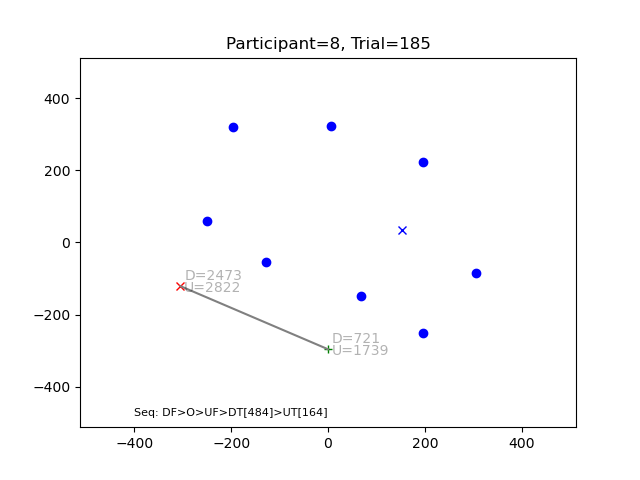 Participant=8, Trial=185
400
200
0
−200
−400
D=2473
U=2822
D=721
U=1739
Seq: DF>O>UF>DT[484]>UT[164]
−400
−200
0
200
400